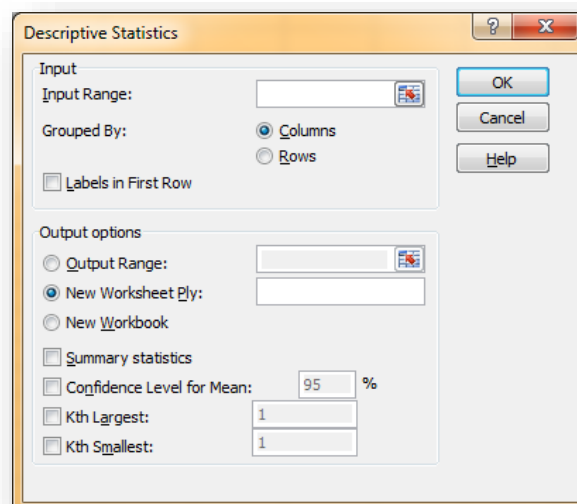 Descriptive Statistics
?
X
Input
Input Range:
OK
Grouped By:
Columns
Cancel
Rows
Help
Labels in First Row
Output options
Output Range:
New Worksheet Ply:
New Workbook
Summary statistics
Confidence Level for Mean: 95 %
Kth Largest: 1
Kth Smallest: 1